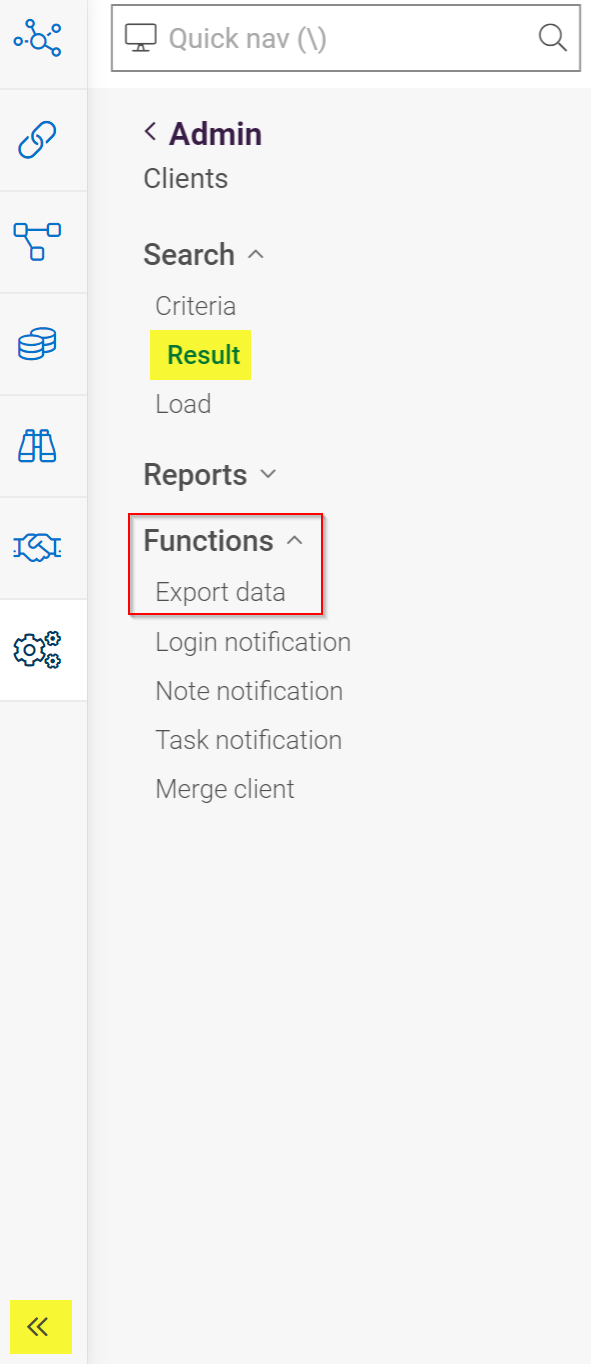 Quick nav (\)
Admin
Clients
Search
Criteria
Result
Load
Reports
Functions
Export data
Login notification
Note notification
Task notification
Merge client